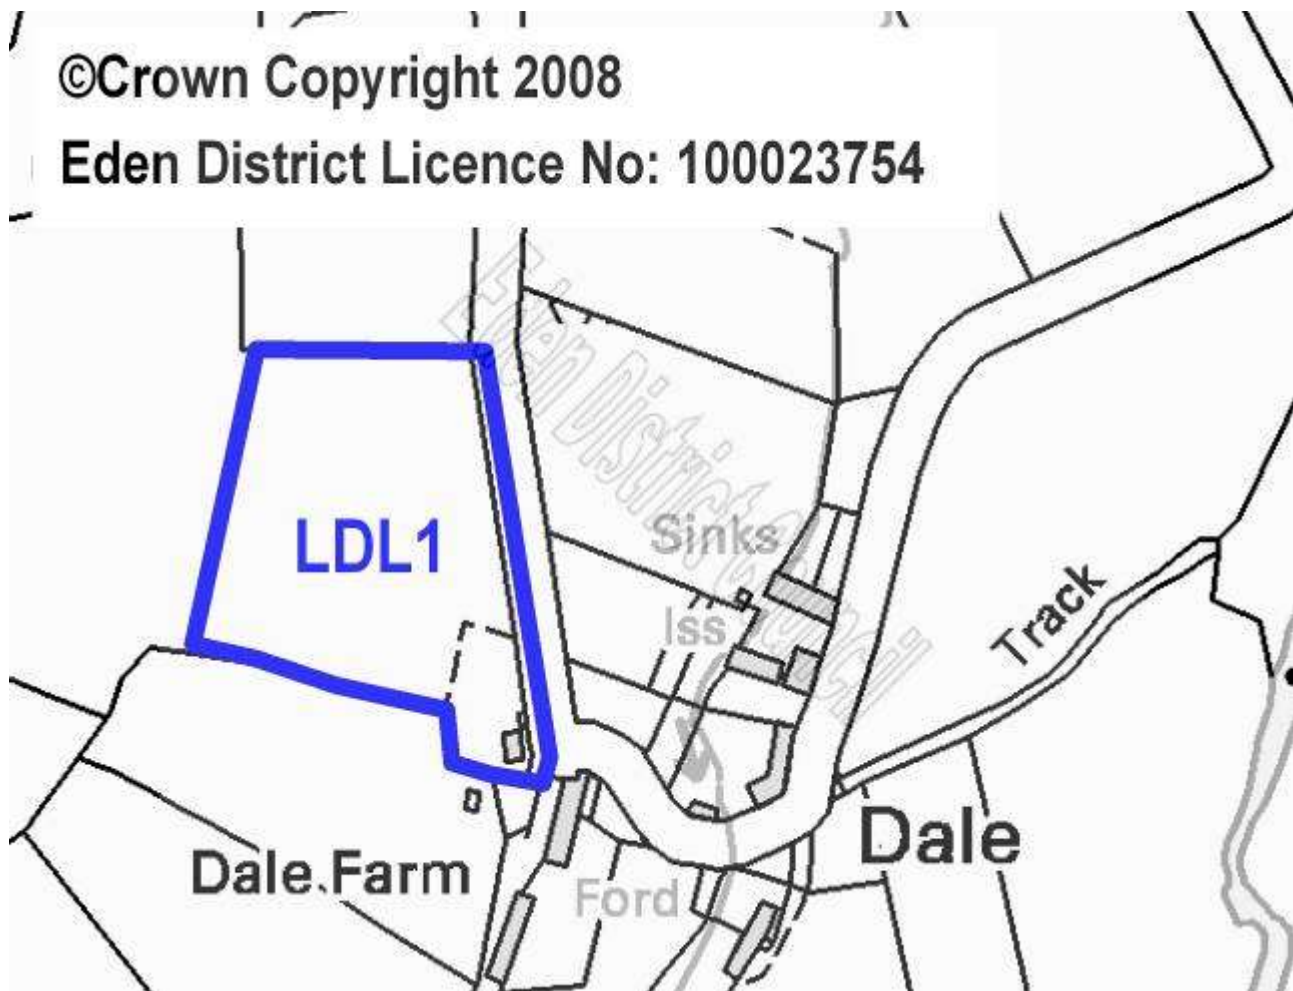 ©Crown Copyright 2008
Eden District Licence No: 100023754
Eden District Council
LDL1
Sinks
Iss
Track
Dale
Dale Farm
Ford